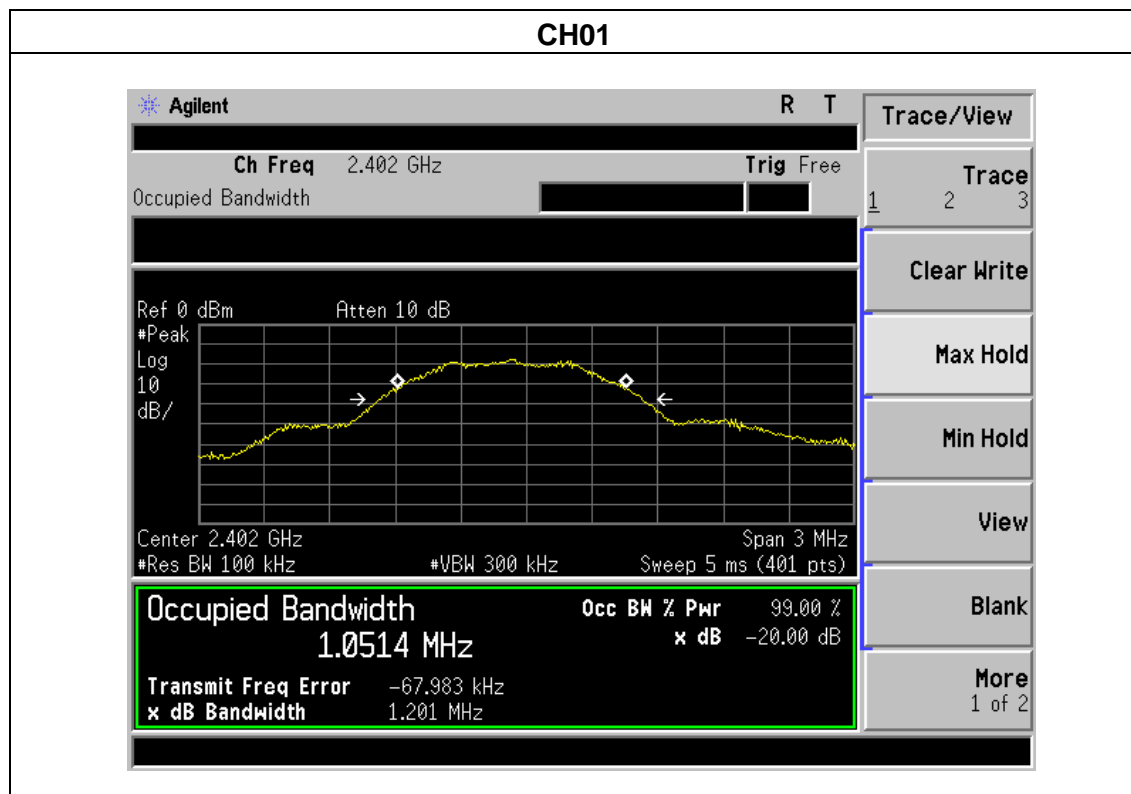 CH01
Agilent R T
Ch Freq 2.402 GHz Trig Free
Occupied Bandwidth
Ref 0 dBm Atten 10 dB
#Peak
Log
10
dB/
Center 2.402 GHz Span 3 MHz
#Res BW 100 kHz #VBW 300 kHz Sweep 5 ms (401 pts)
Occupied Bandwidth Occ BW % Pwr 99.00 %
1.0514 MHz x dB -20.00 dB
Transmit Freq Error -67.983 kHz
x dB Bandwidth 1.201 MHz
Trace/View
Trace
1 2 3
Clear Write
Max Hold
Min Hold
View
Blank
More
1 of 2